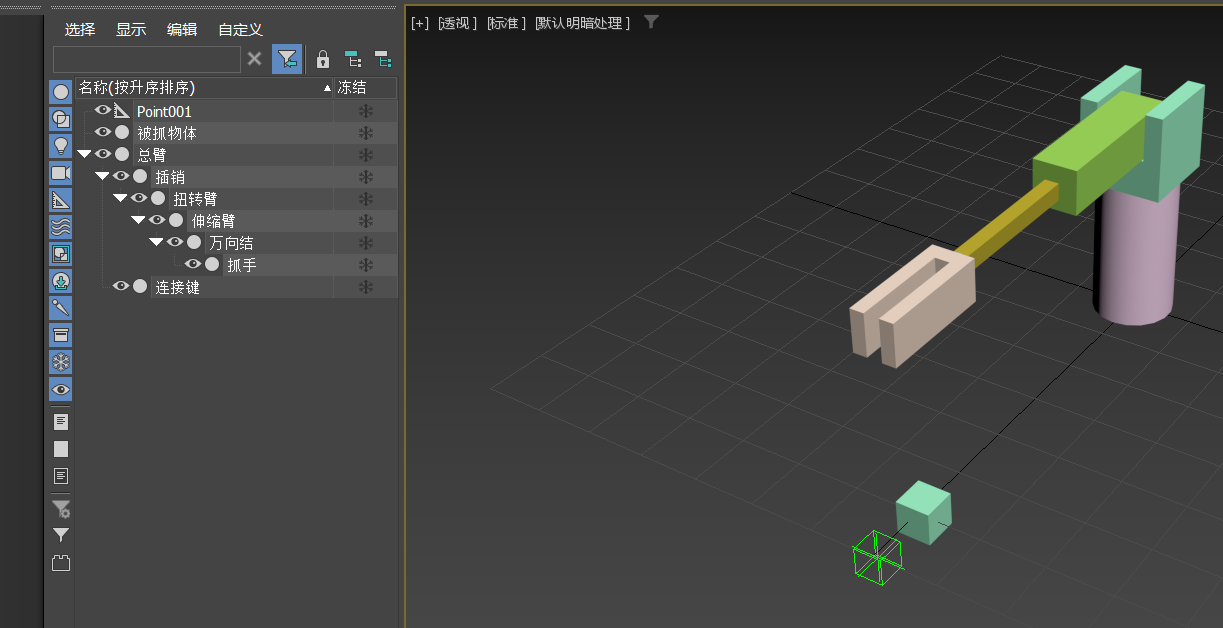 选择 显示 编辑 自定义
名称(按升序排序) 冻结
Point001
被抓物体
总臂
插销
扭转臂
伸缩臂
万向结
抓手
连接键
[+] [透视] [标准] [默认明暗处理]